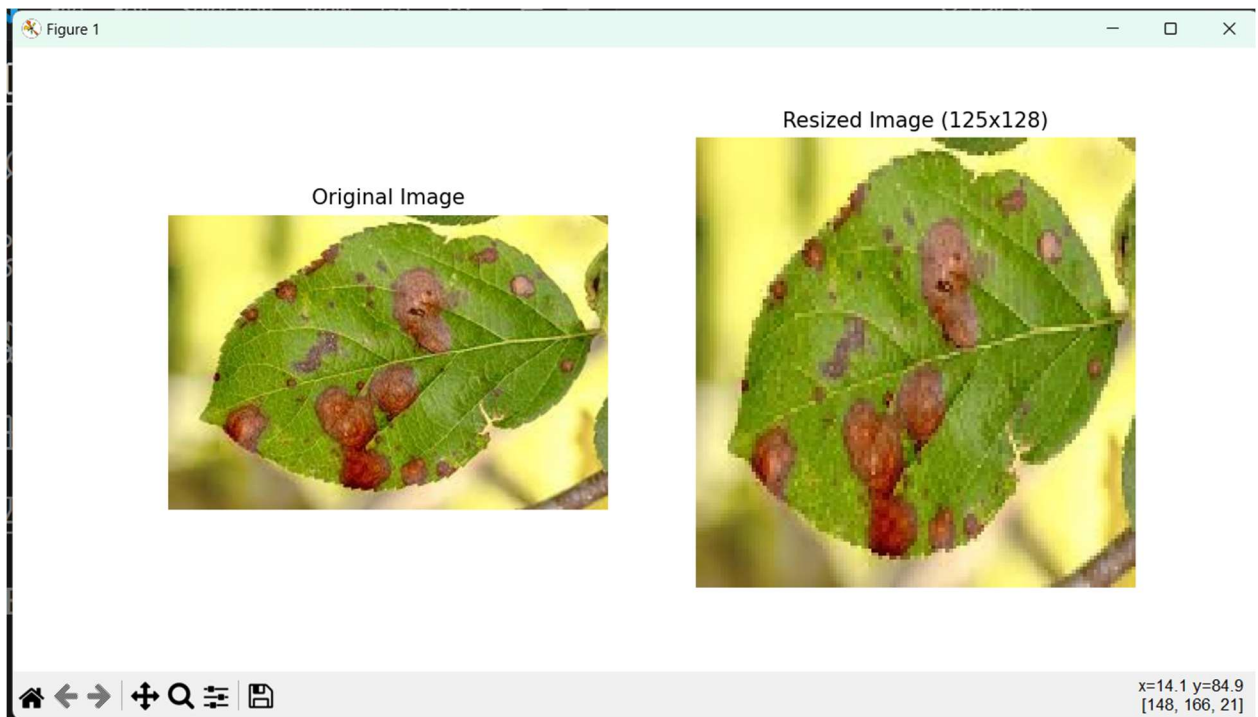 Figure 1
Resized Image (125x128)
Original Image
x=14.1 y=84.9
[148, 166, 21]